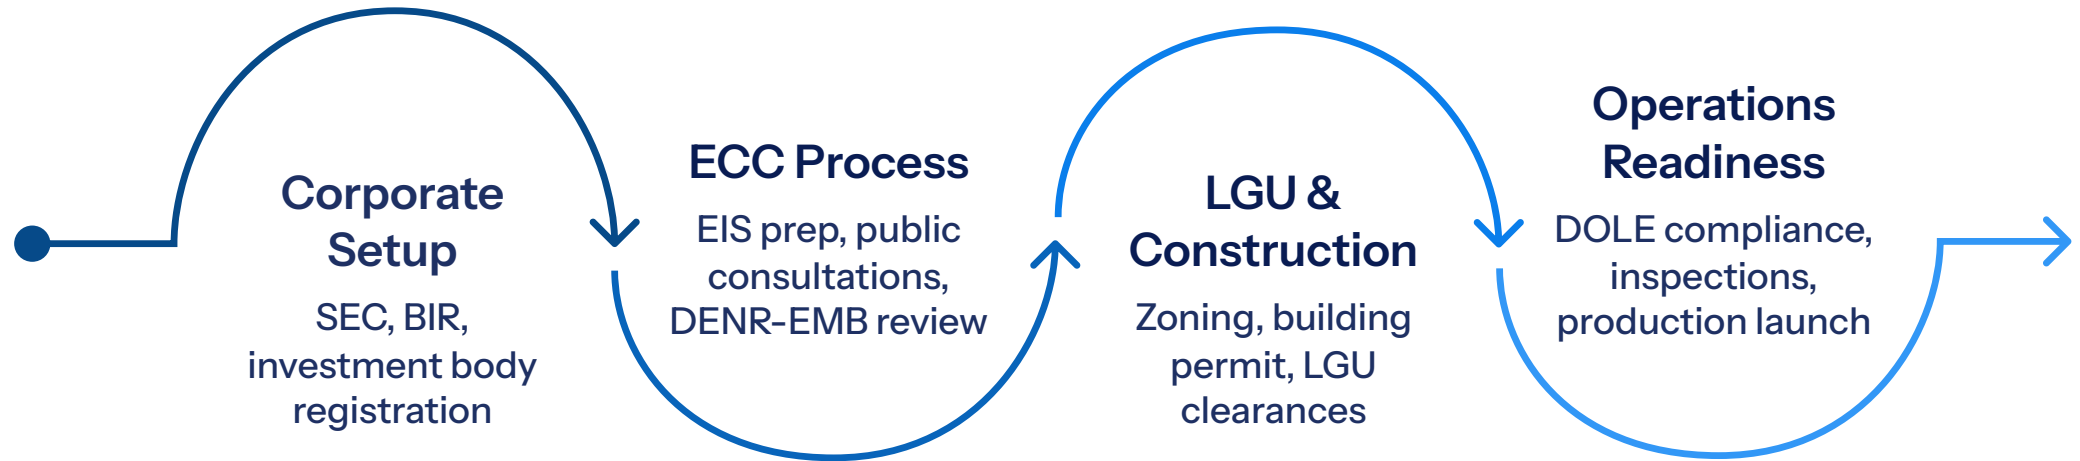 Corporate
Setup
SEC, BIR,
investment body
registration
ECC Process
EIS prep, public
consultations,
DENR-EMB review
LGU &
Construction
Zoning, building
permit, LGU
clearances
Operations
Readiness
DOLE compliance,
inspections,
production launch